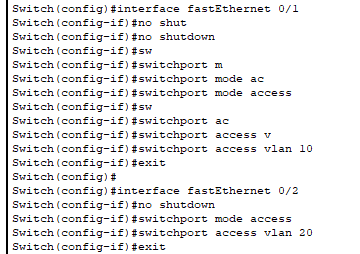 Switch(config)#interface fastEthernet 0/1
Switch(config-if)#no shut
Switch(config-if)#no shutdown
Switch(config-if)#sw
Switch(config-if)#switchport m
Switch(config-if)#switchport mode ac
Switch(config-if)#switchport mode access
Switch(config-if)#sw
Switch(config-if)#switchport ac
Switch(config-if)#switchport access v
Switch(config-if)#switchport access vlan 10
Switch(config-if)#exit
Switch(config)#
Switch(config)#interface fastEthernet 0/2
Switch(config-if)#no shutdown
Switch(config-if)#switchport mode access
Switch(config-if)#switchport access vlan 20
Switch(config-if)#exit